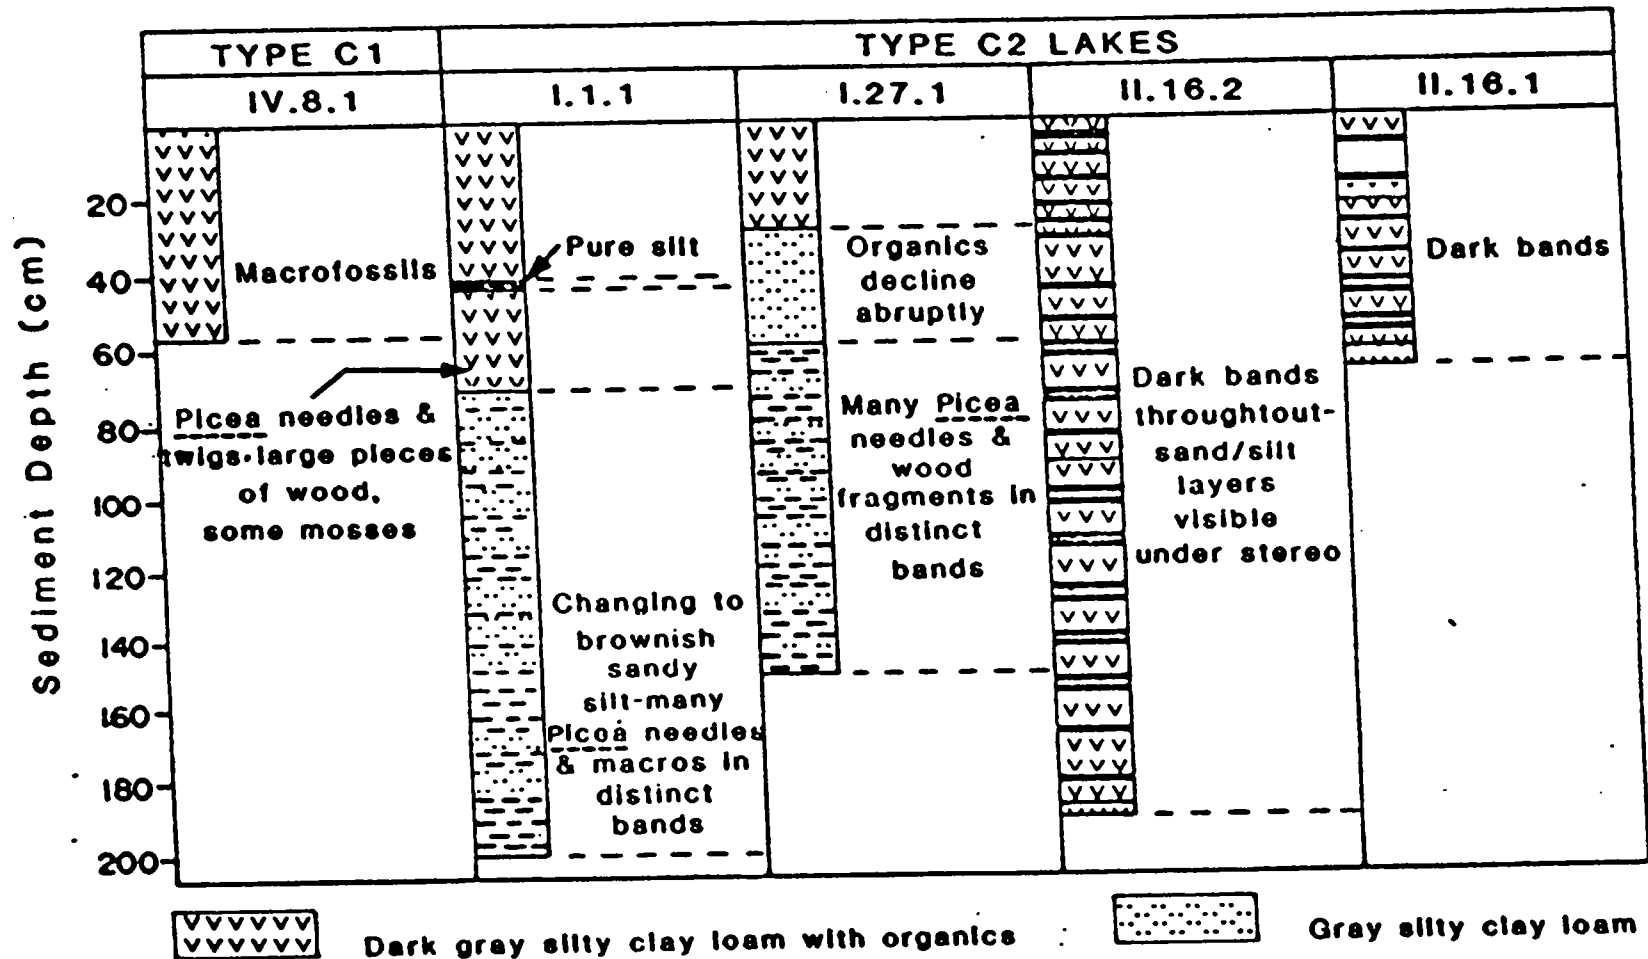 TYPE C1
TYPE C2 LAKES
IV.8.1
I.1.1
I.27.1
II.16.2
II.16.1
Sediment Depth (cm)
20
40
60
80
100
120
140
160
180
200
Macrofossils
Pure silt
Picea needles &
twigs-large pieces
of wood,
some mosses
Changing to
brownish
sandy
silt-many
Picea needles
& macros in
distinct
bands
Organics
decline
abruptly
Many Picea
needles &
wood
fragments in
distinct
bands
Dark bands
throughtout-
sand/silt
layers
visible
under stereo
Dark bands
Dark gray silty clay loam with organics
Gray silty clay loam